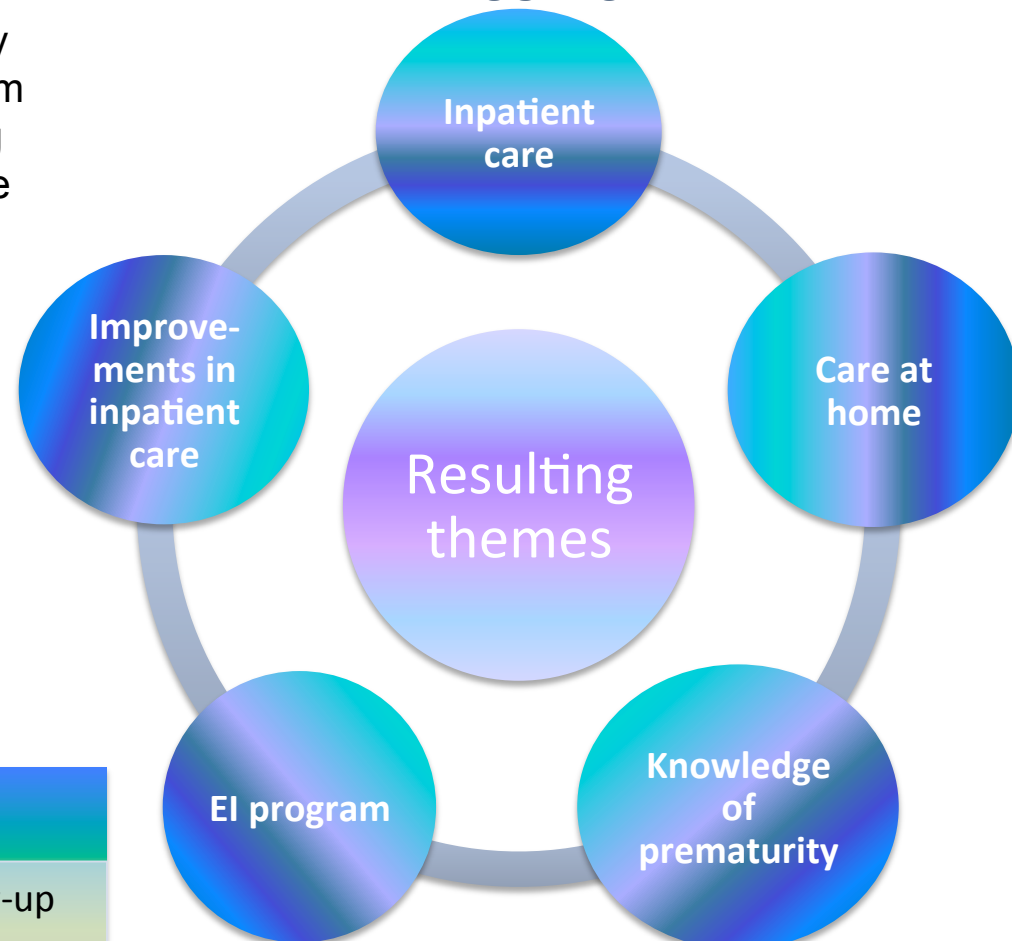 Inpatient
care
Improve-
ments in
inpatient
care
Care at
home
Resulting
themes
EI program
Knowledge
of
prematurity
-up